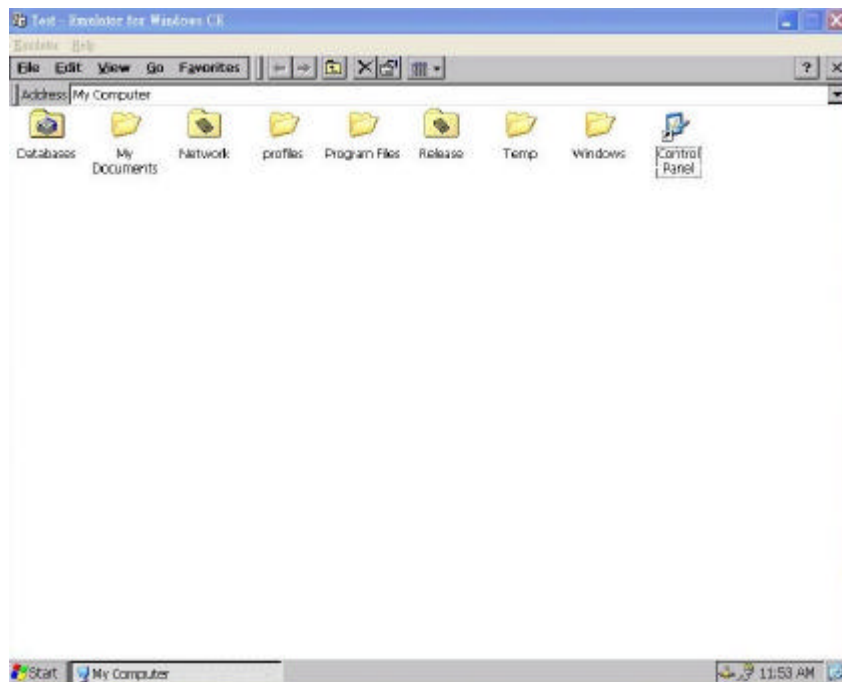 Test - Emulator for Windows CE
Emulator Help
File Edit View Go Favorites
?
Address My Computer
Databases
My Documents
Network
profiles
Program Files
Release
Temp
Windows
Control Panel
Start
My Computer
11:53 AM